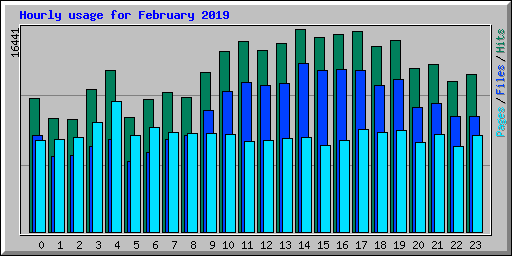 Hourly usage for February 2019
16441
Pages / Files / Hits
0 1 2 3 4 5 6 7 8 9 10 11 12 13 14 15 16 17 18 19 20 21 22 23